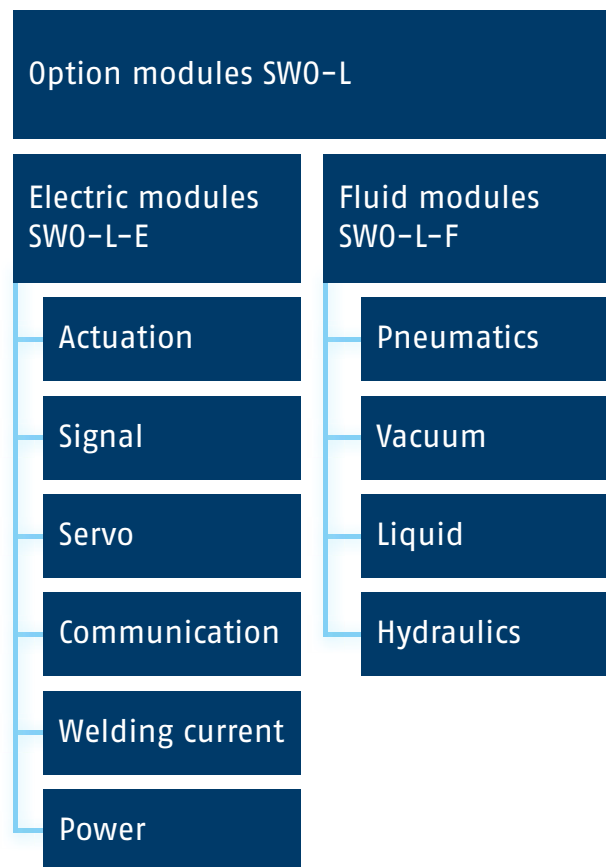 Option modules SWO-L
Electric modules
SWO-L-E
Actuation
Signal
Servo
Communication
Welding current
Power
Fluid modules
SWO-L-F
Pneumatics
Vacuum
Liquid
Hydraulics